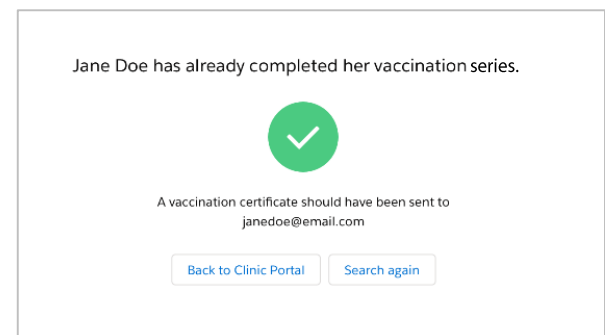 Jane Doe has already completed her vaccination series.
A vaccination certificate should have been sent to
janedoe@email.com
Back to Clinic Portal
Search again